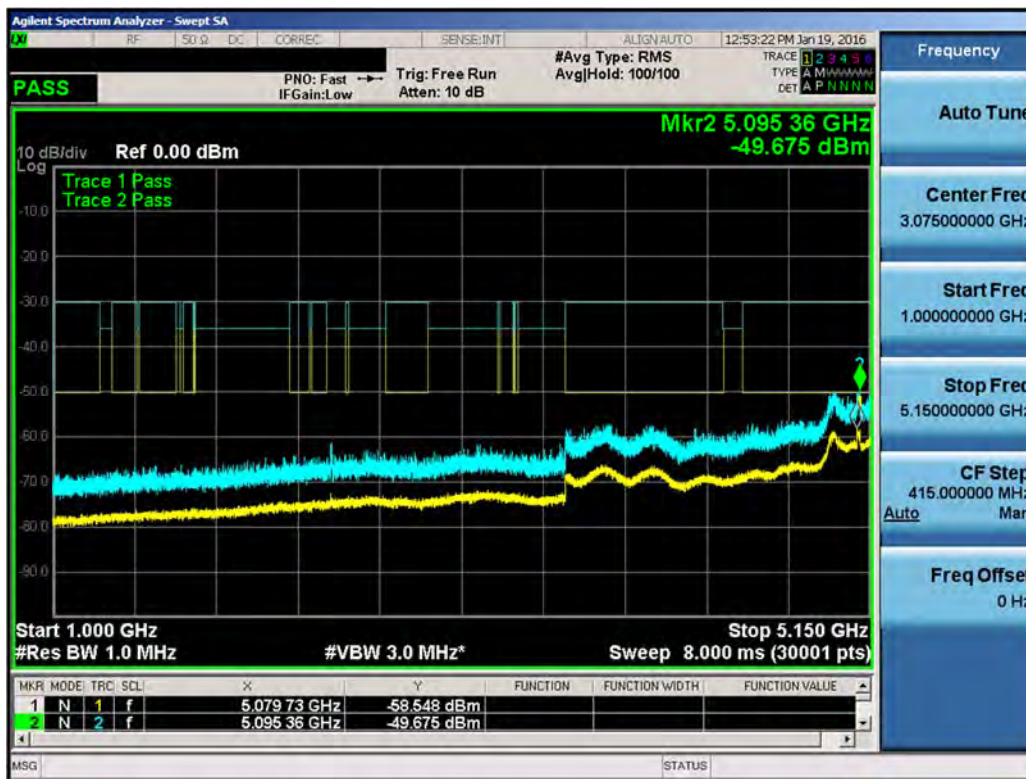 Agilent Spectrum Analyzer - Swept SA
LXI RF 50 Ω DC CORREC SENSE:INT ALIGN AUTO 12:53:22 PM Jan 19, 2016
Frequency
PASS
PNO: Fast
IFGain:Low
Trig: Free Run
Atten: 10 dB
#Avg Type: RMS
Avg|Hold: 100/100
TRACE 1 2 3 4 5 6
TYPE A M W W W W
DET A P N N N N
Auto Tune
Mkr2 5.095 36 GHz
-49.675 dBm
10 dB/div Ref 0.00 dBm
Log
Trace 1 Pass
Trace 2 Pass
-10.0
-20.0
-30.0
-40.0
-50.0
-60.0
-70.0
-80.0
-90.0
2
Center Freq
3.075000000 GHz
Start Freq
1.000000000 GHz
Stop Freq
5.150000000 GHz
CF Step
415.000000 MHz
Auto Man
Freq Offset
0 Hz
Start 1.000 GHz Stop 5.150 GHz
#Res BW 1.0 MHz #VBW 3.0 MHz* Sweep 8.000 ms (30001 pts)
MKR MODE TRC SCL X Y FUNCTION FUNCTION WIDTH FUNCTION VALUE
1 N 1 f 5.079 73 GHz -58.548 dBm
2 N 2 f 5.095 36 GHz -49.675 dBm
MSG STATUS